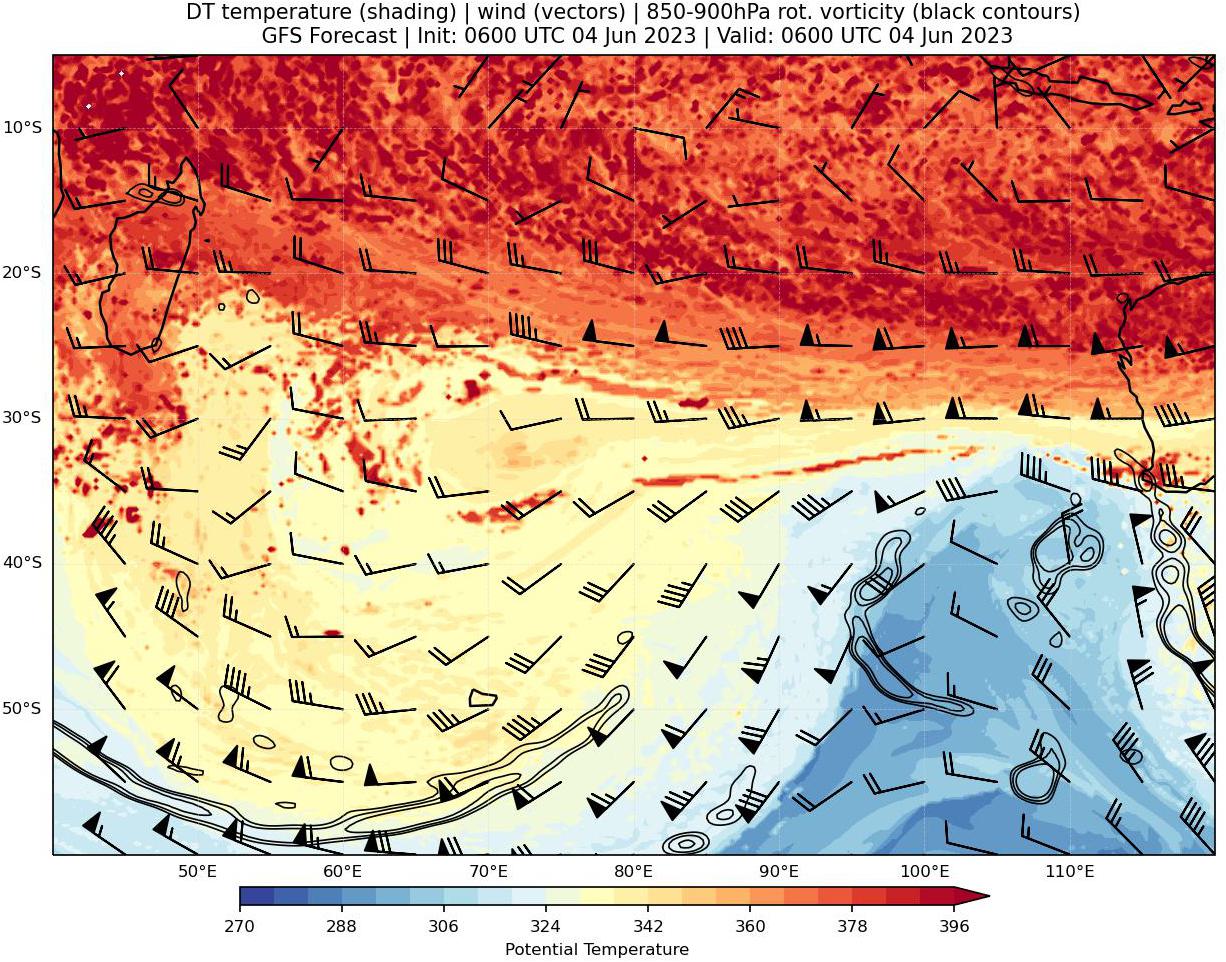 DT temperature (shading) | wind (vectors) | 850-900hPa rot. vorticity (black contours)
GFS Forecast | Init: 0600 UTC 04 Jun 2023 | Valid: 0600 UTC 04 Jun 2023
10°S
20°S
30°S
40°S
50°S
50°E 60°E 70°E 80°E 90°E 100°E 110°E
270 288 306 324 342 360 378 396
Potential Temperature